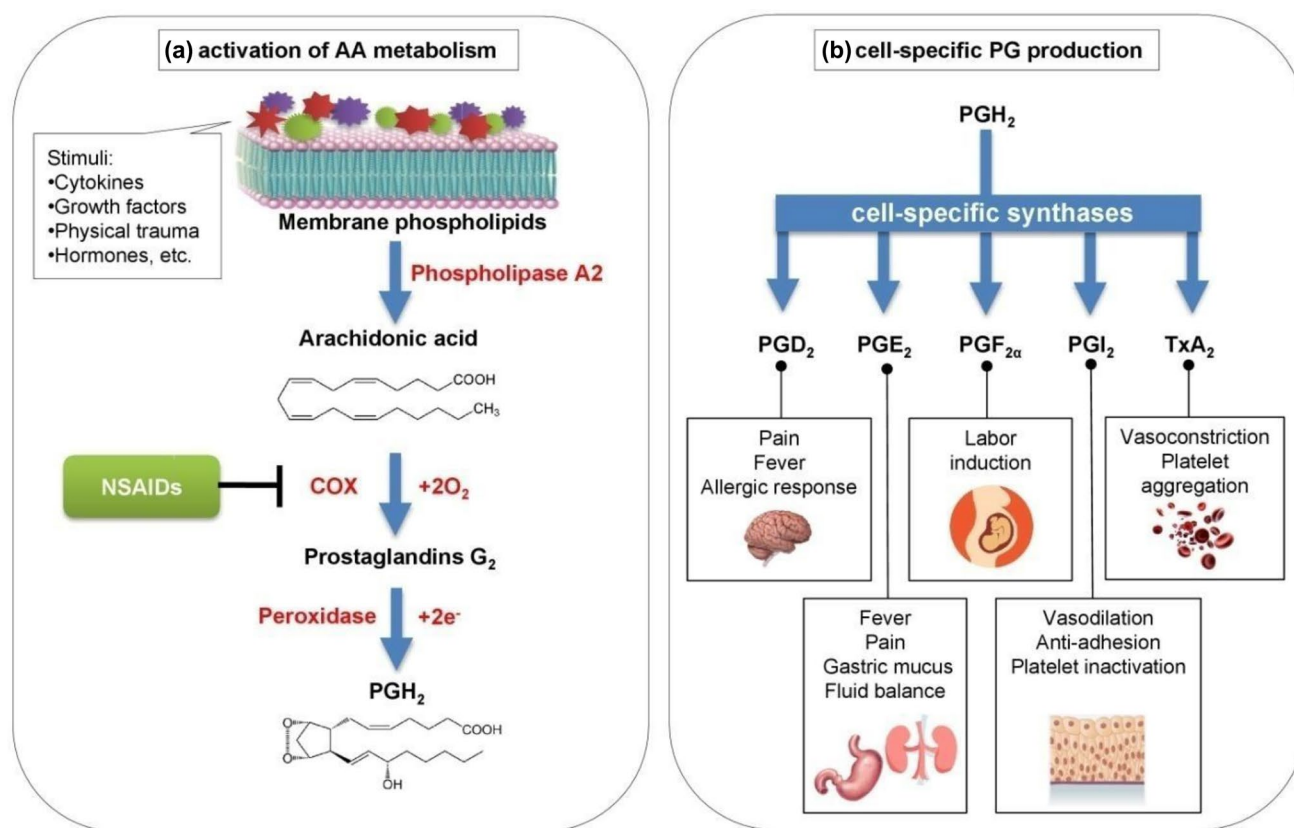 (a) activation of AA metabolism
Stimuli:
•Cytokines
•Growth factors
•Physical trauma
•Hormones, etc.
Membrane phospholipids
Phospholipase A2
Arachidonic acid
COOH
CH₃
NSAIDs
COX +2O₂
Prostaglandins G₂
Peroxidase +2e⁻
PGH₂
O
O
COOH
OH
(b) cell-specific PG production
PGH₂
cell-specific synthases
PGD₂ PGE₂ PGF₂α PGI₂ TxA₂
Pain
Fever
Allergic response
Labor
induction
Vasoconstriction
Platelet
aggregation
Fever
Pain
Gastric mucus
Fluid balance
Vasodilation
Anti-adhesion
Platelet inactivation